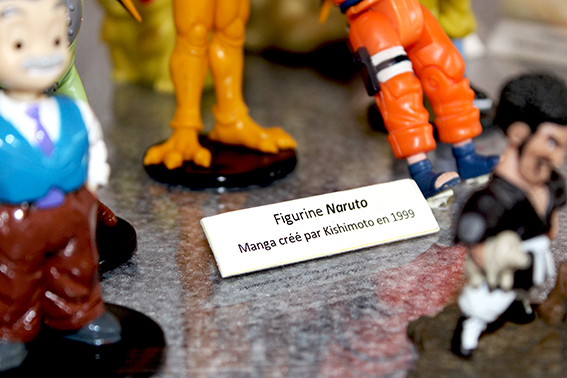 Figurine Naruto
Manga créé par Kishimoto en 1999